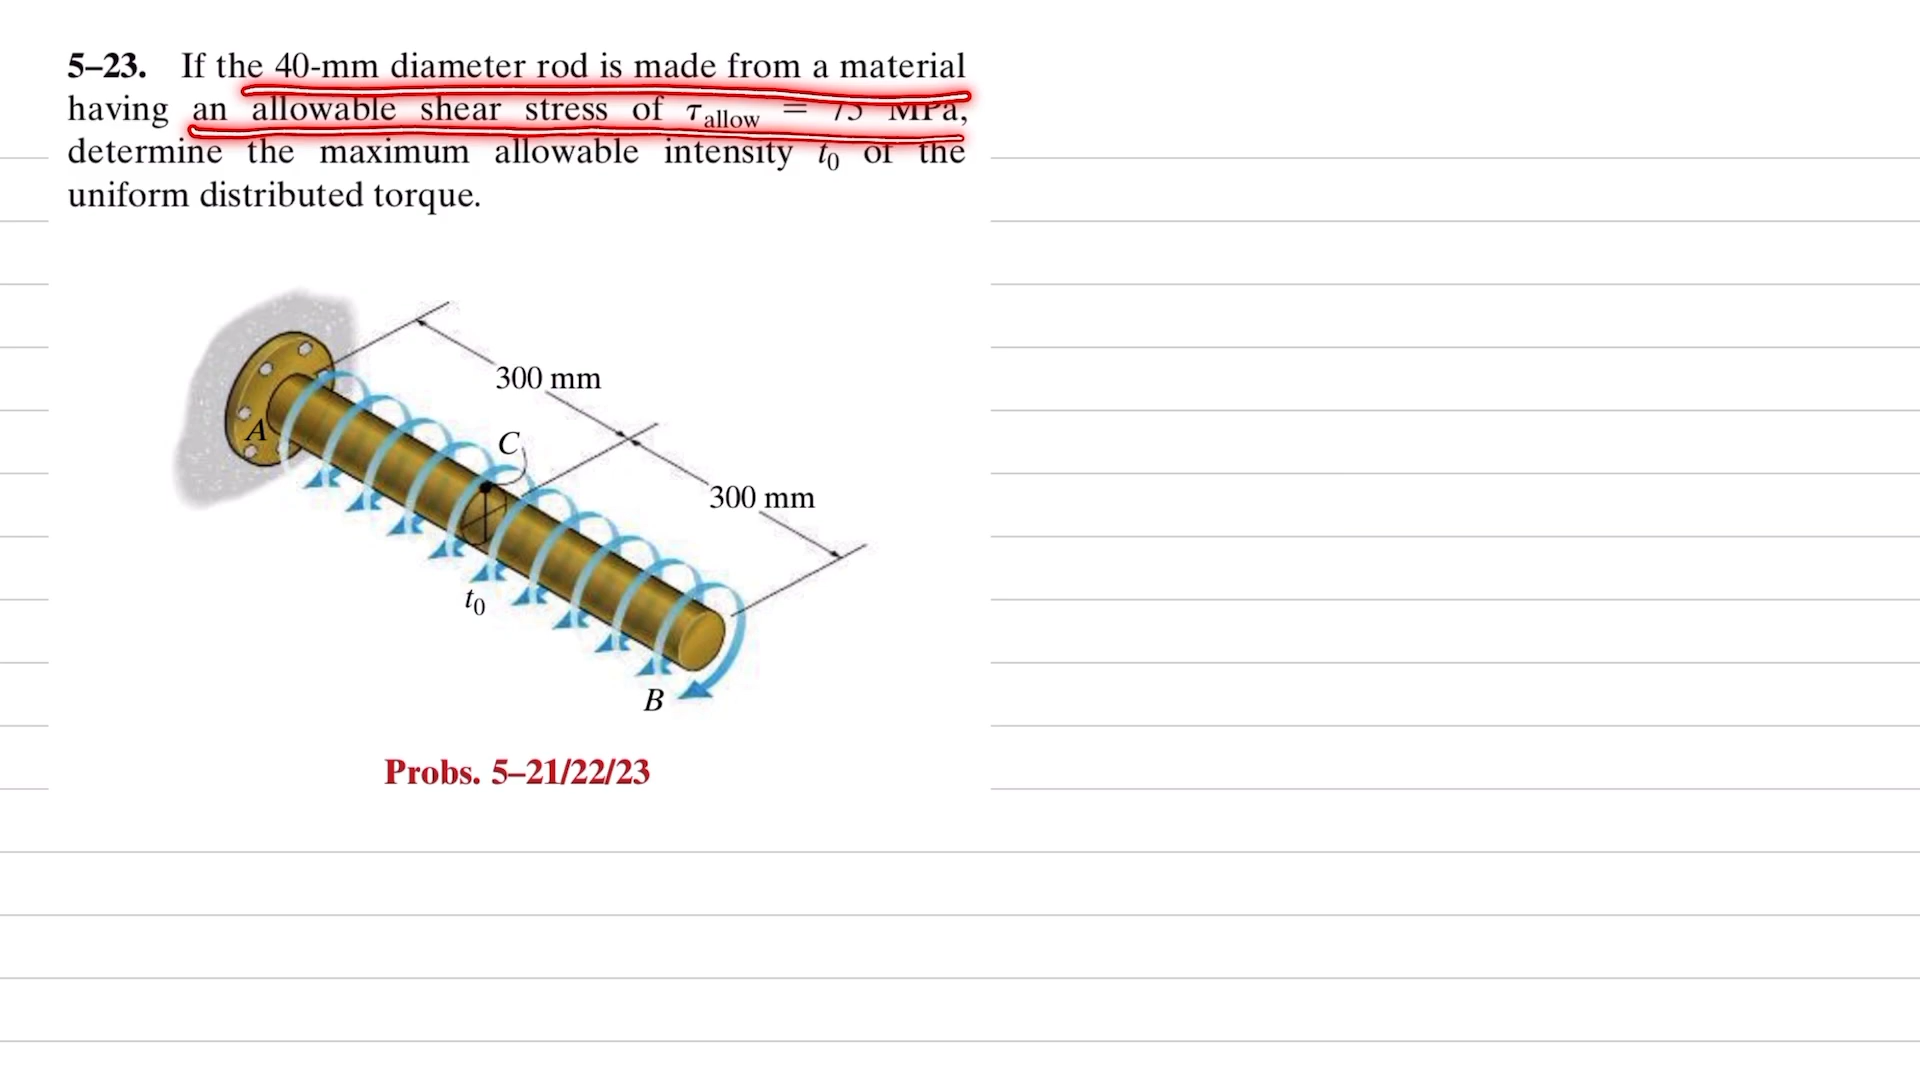 5–23. If the 40-mm diameter rod is made from a material
having an allowable shear stress of τallow = 75 MPa,
determine the maximum allowable intensity t0 of the
uniform distributed torque.
300 mm
A
C
300 mm
t0
B
Probs. 5–21/22/23